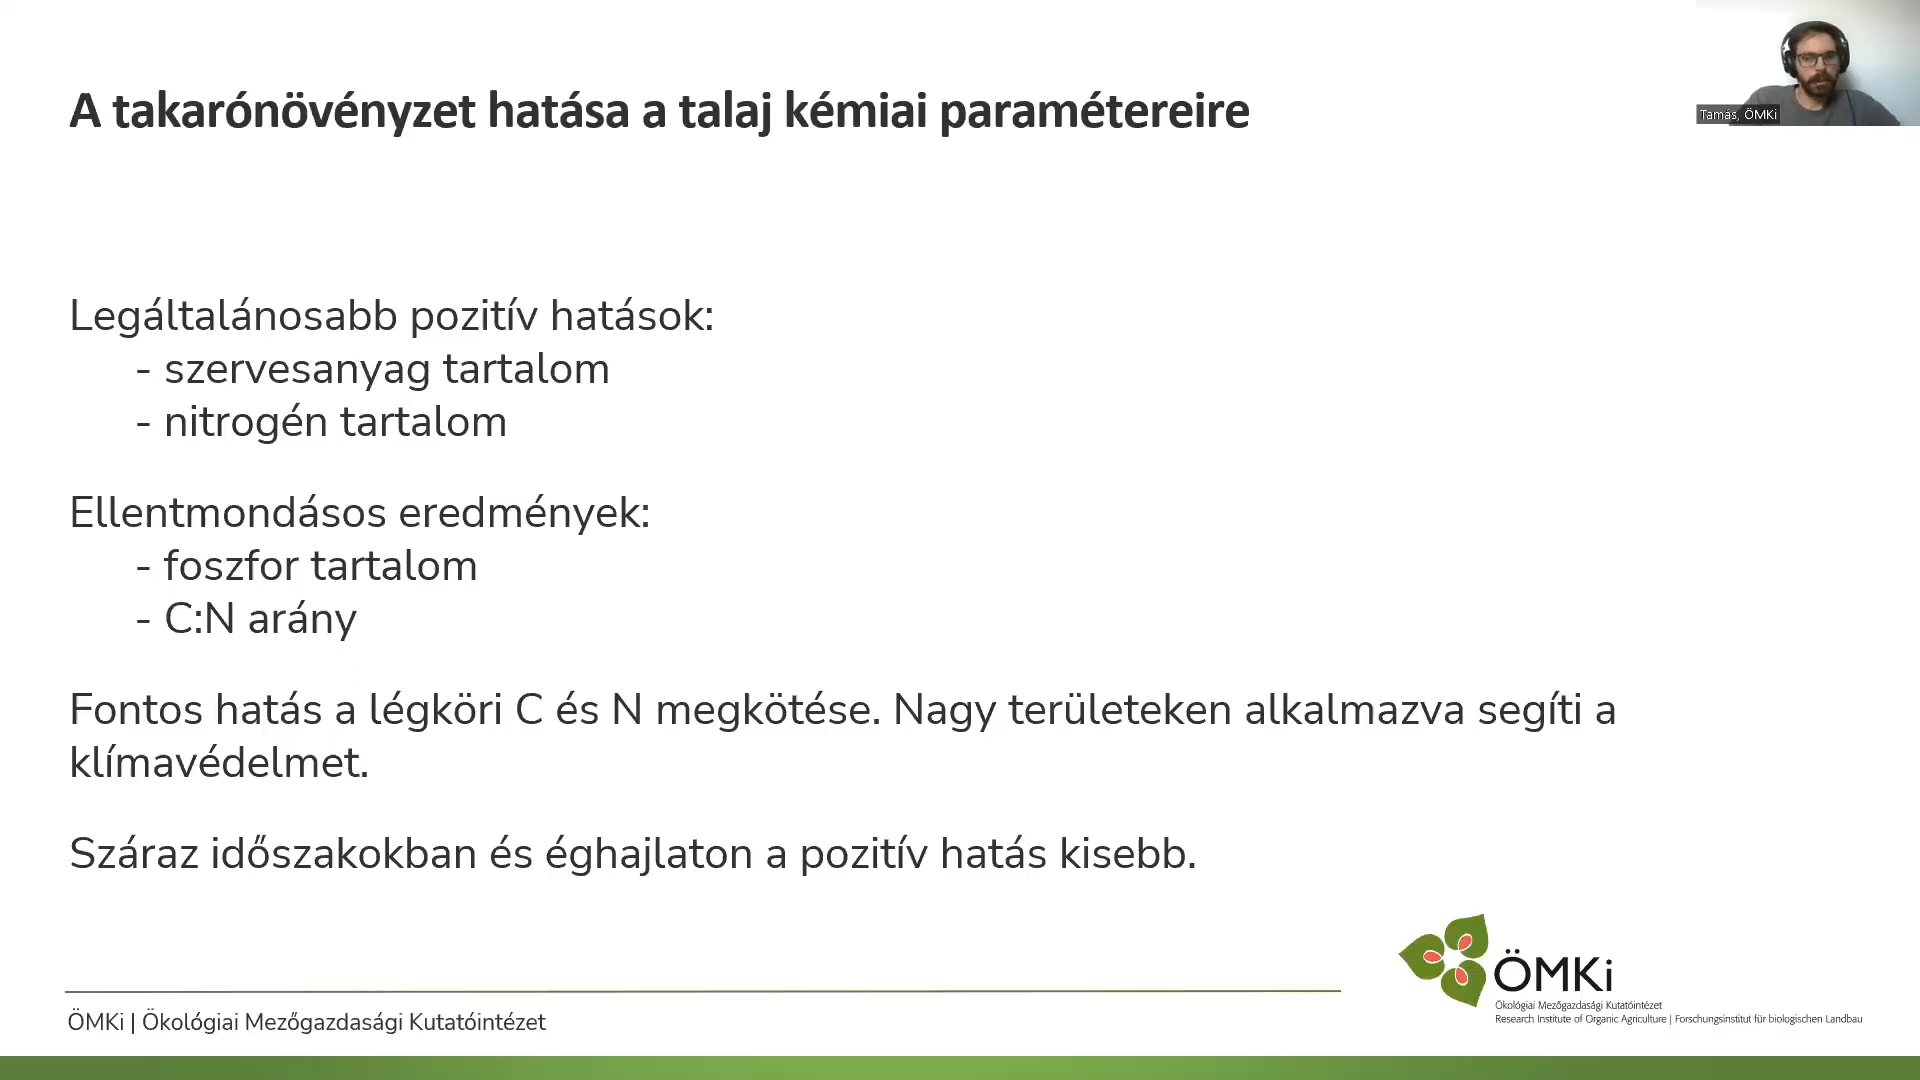 A takarónövényzet hatása a talaj kémiai paramétereire
Tamás, ÖMKi
Legáltalánosabb pozitív hatások:
- szervesanyag tartalom
- nitrogén tartalom
Ellentmondásos eredmények:
- foszfor tartalom
- C:N arány
Fontos hatás a légköri C és N megkötése. Nagy területeken alkalmazva segíti a
klímavédelmet.
Száraz időszakokban és éghajlaton a pozitív hatás kisebb.
ÖMKi
Ökológiai Mezőgazdasági Kutatóintézet
Research Institute of Organic Agriculture | Forschungsinstitut für biologischen Landbau
ÖMKi | Ökológiai Mezőgazdasági Kutatóintézet